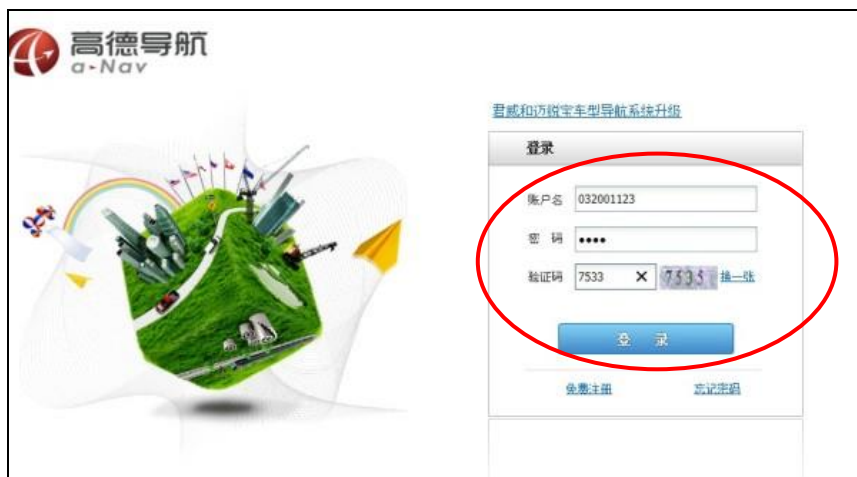 高德导航
a-Nav
君威和迈锐宝车型导航系统升级
登录
账户名 032001123
密 码 ••••
验证码 7533 × 7535 换一张
登 录
免费注册 忘记密码